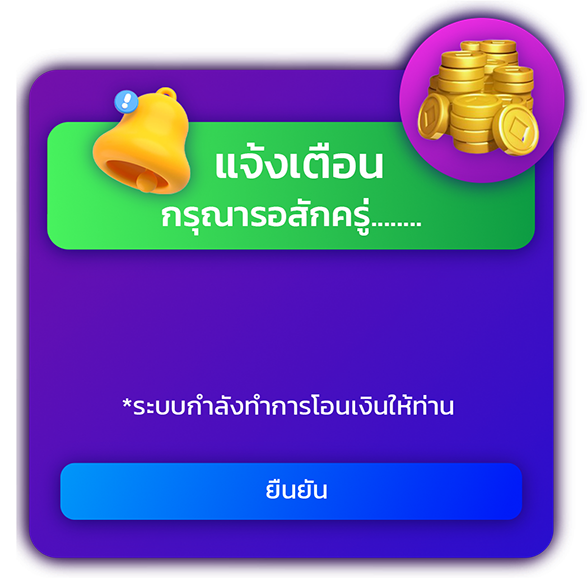 แจ้งเตือน
กรุณารอสักครู่........
*ระบบกำลังทำการโอนเงินให้ท่าน
ยืนยัน